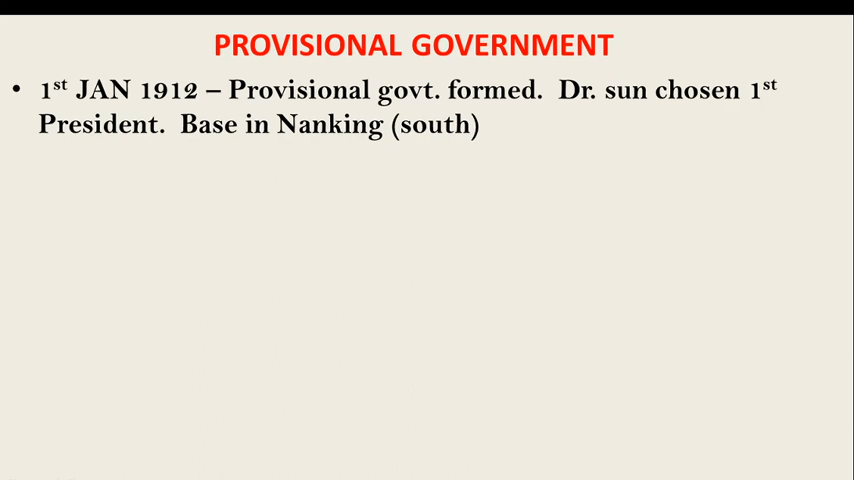 PROVISIONAL GOVERNMENT
• 1st JAN 1912 – Provisional govt. formed. Dr. sun chosen 1st
President. Base in Nanking (south)